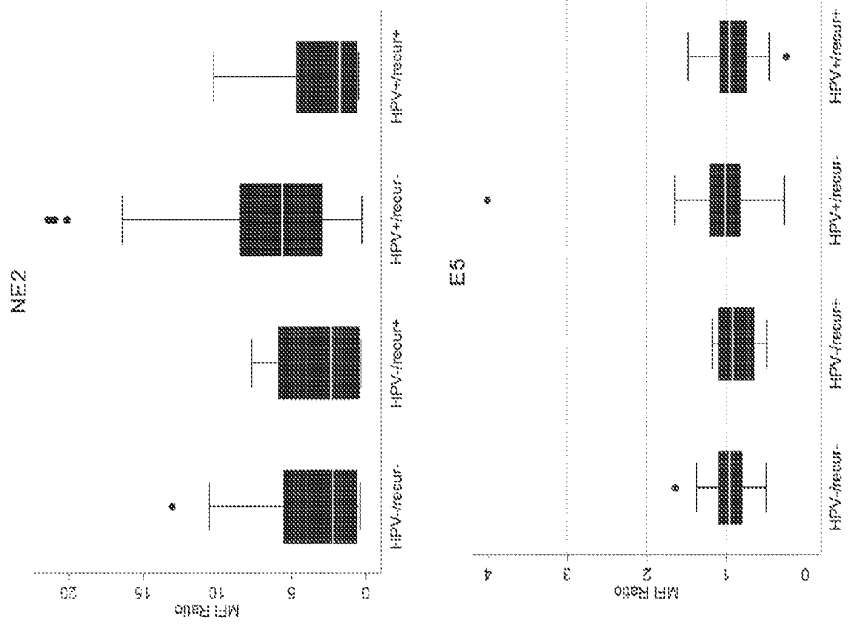 NE2
MFI Ratio
20
15
10
5
0
HPV-/recur-
HPV-/recur+
HPV+/recur-
HPV+/recur+
E5
MFI Ratio
4
3
2
1
0
HPV-/recur-
HPV-/recur+
HPV+/recur-
HPV+/recur+